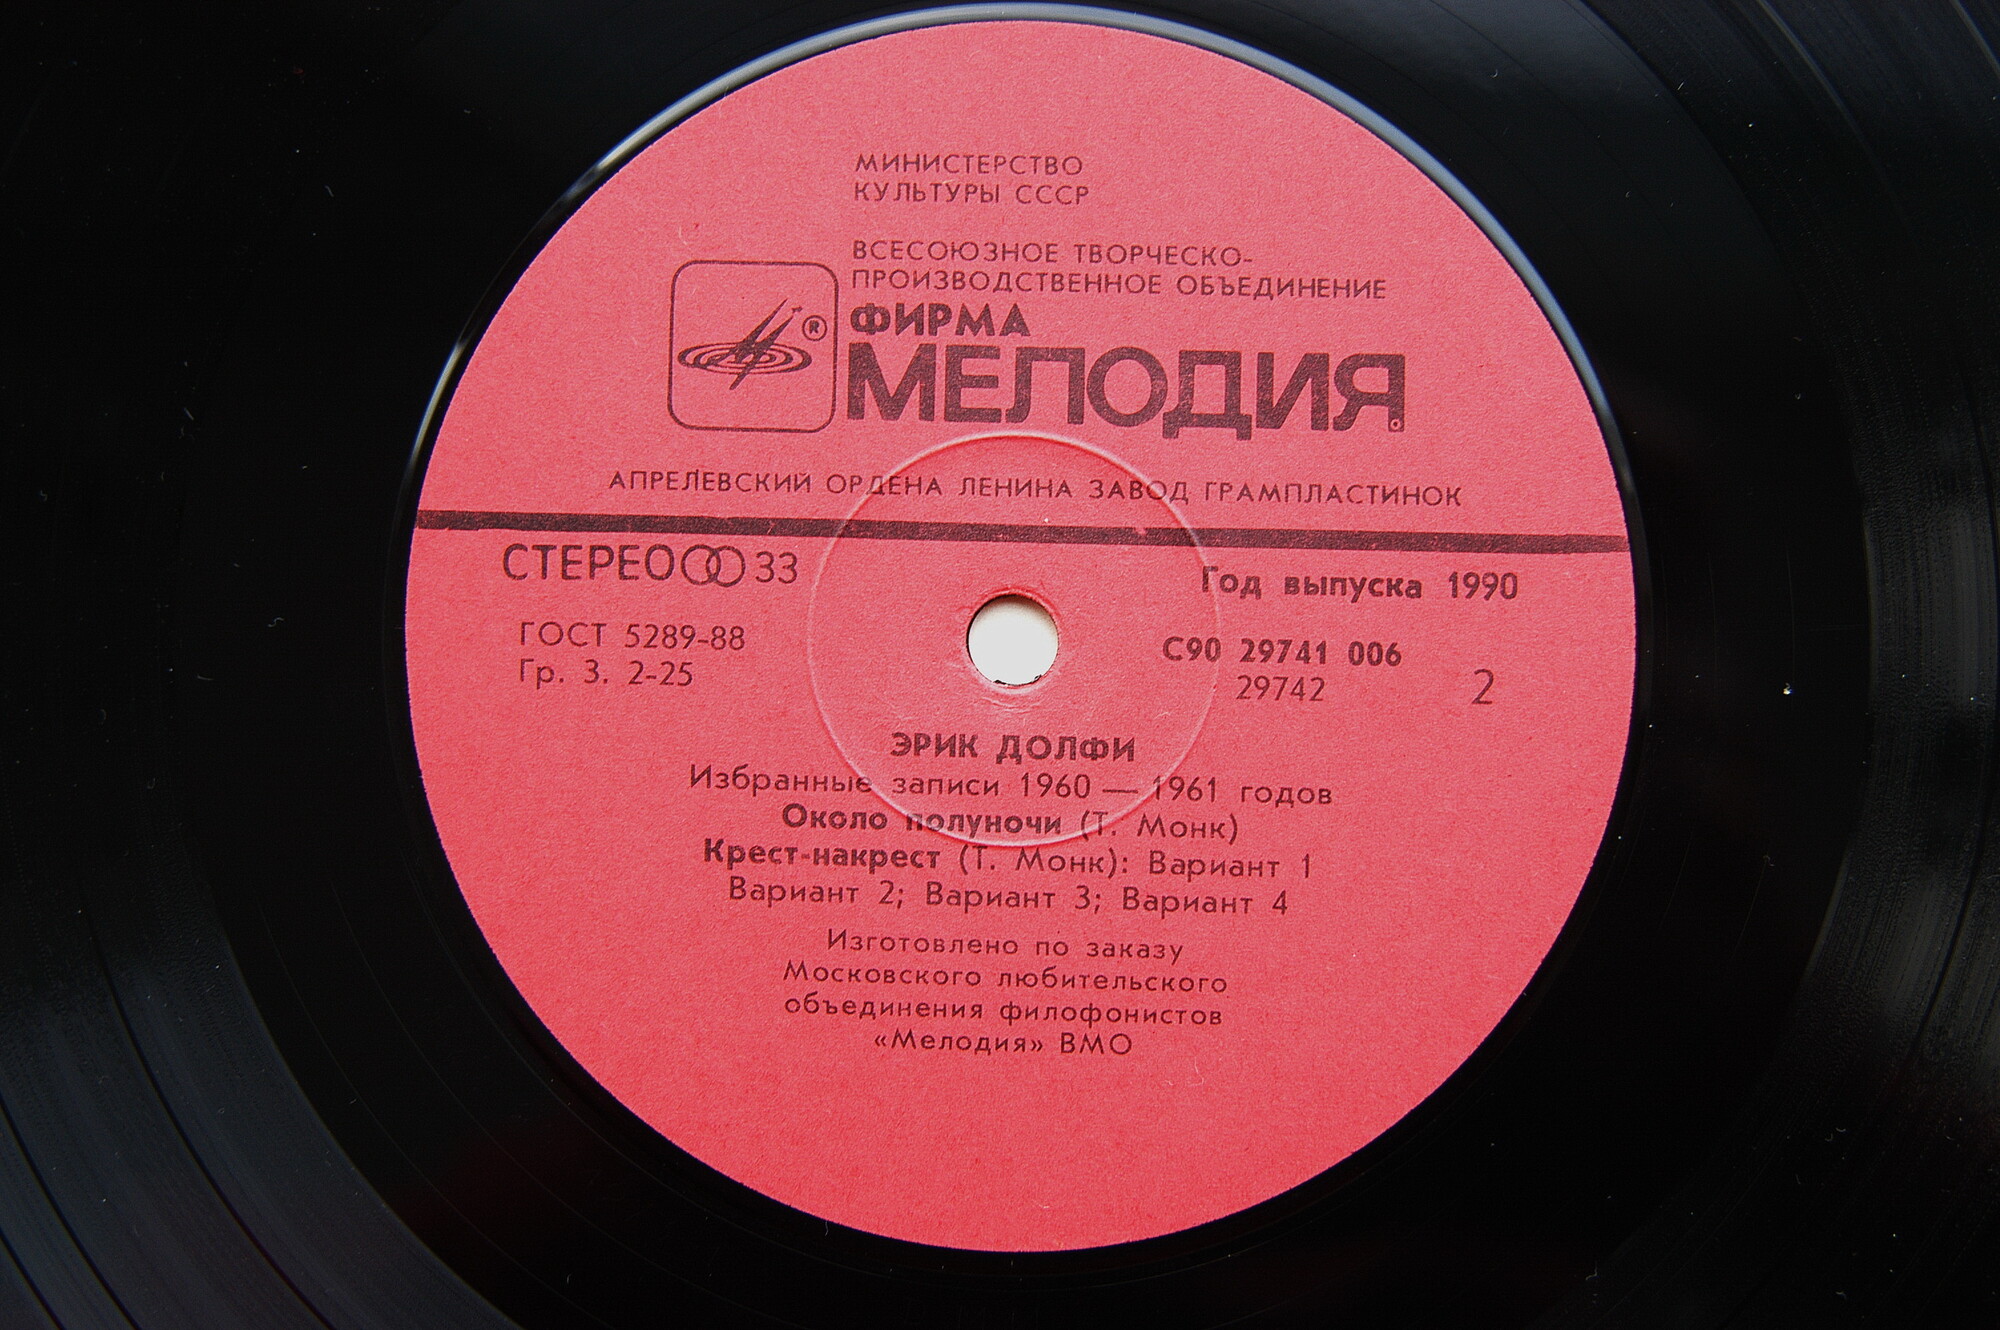 МИНИСТЕРСТВО
КУЛЬТУРЫ СССР
ВСЕСОЮЗНОЕ ТВОРЧЕСКО-
ПРОИЗВОДСТВЕННОЕ ОБЪЕДИНЕНИЕ
®
ФИРМА
МЕЛОДИЯ
АПРЕЛЕВСКИЙ ОРДЕНА ЛЕНИНА ЗАВОД ГРАМПЛАСТИНОК
СТЕРЕО 33
Год выпуска 1990
ГОСТ 5289-88
Гр. 3. 2-25
С90 29741 006
29742
2
ЭРИК ДОЛФИ
Избранные записи 1960 — 1961 годов
Около полуночи (Т. Монк)
Крест-накрест (Т. Монк): Вариант 1
Вариант 2; Вариант 3; Вариант 4
Изготовлено по заказу
Московского любительского
объединения филофонистов
«Мелодия» ВМО